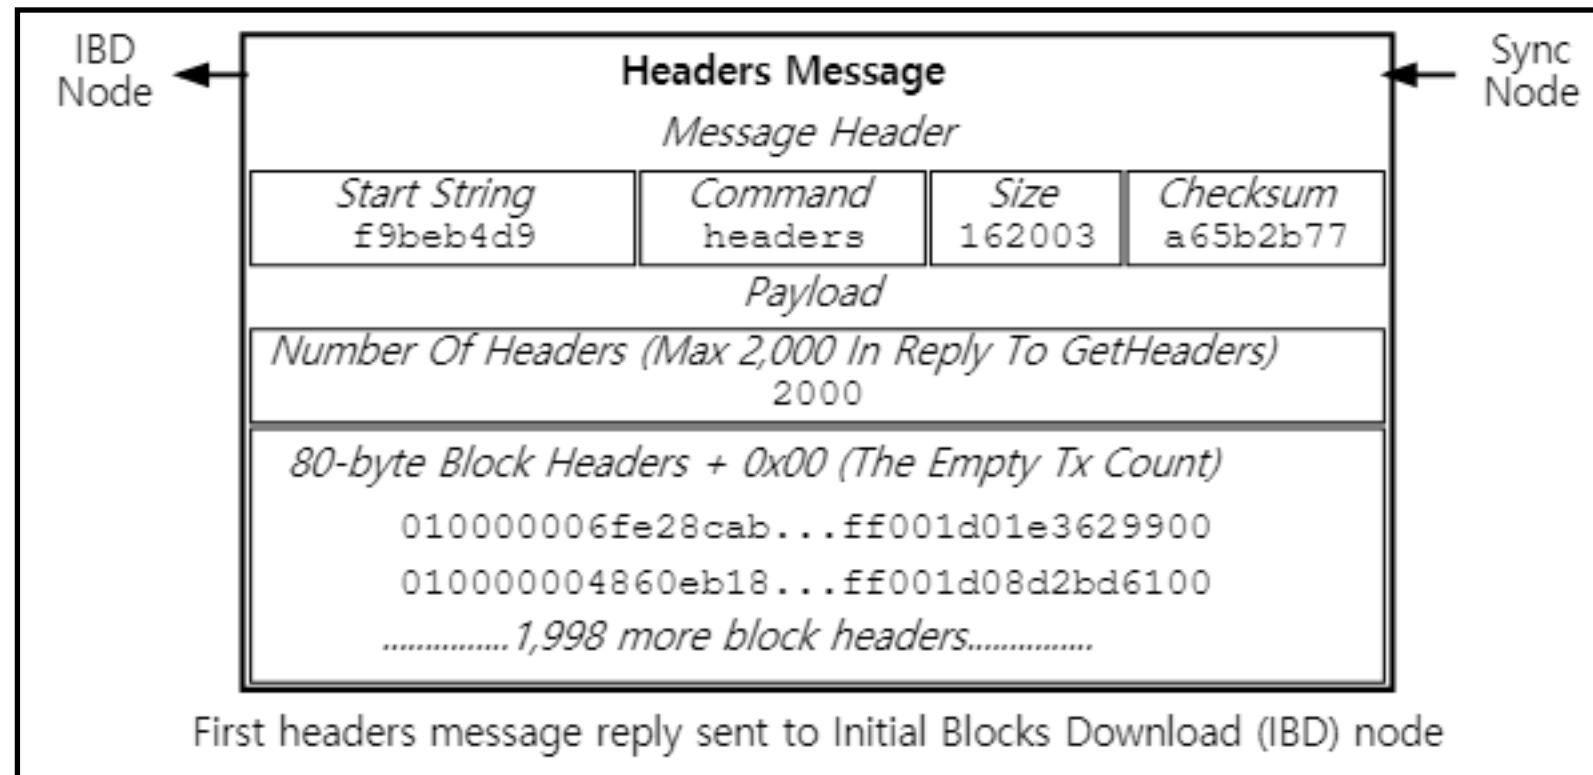 IBD
Node
Sync
Node
Headers Message
Message Header
Start String
f9beb4d9
Command
headers
Size
162003
Checksum
a65b2b77
Payload
Number Of Headers (Max 2,000 In Reply To GetHeaders)
2000
80-byte Block Headers + 0x00 (The Empty Tx Count)
010000006fe28cab...ff001d01e3629900
010000004860eb18...ff001d08d2bd6100
...............1,998 more block headers...............
First headers message reply sent to Initial Blocks Download (IBD) node